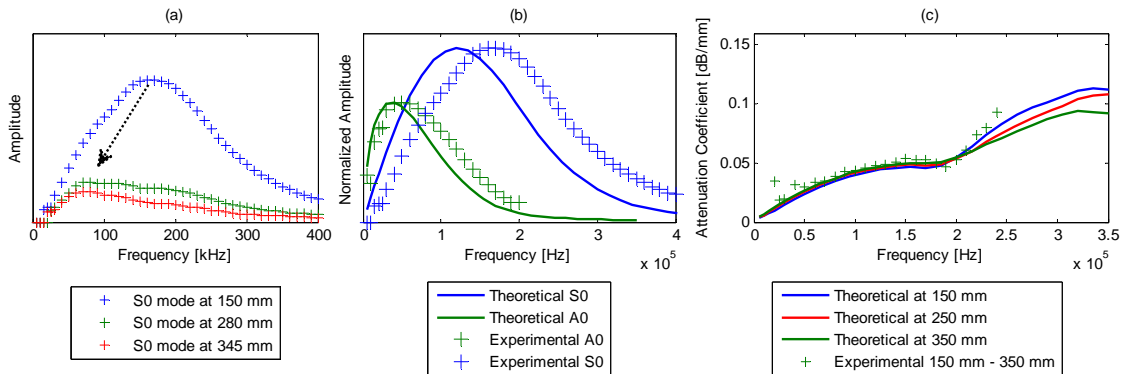 (a)
Amplitude
0
100
200
300
400
Frequency [kHz]
S0 mode at 150 mm
S0 mode at 280 mm
S0 mode at 345 mm
(b)
Normalized Amplitude
0
1
2
3
4
Frequency [Hz]
x 10^5
Theoretical S0
Theoretical A0
Experimental A0
Experimental S0
(c)
Attenuation Coefficient [dB/mm]
0.15
0.1
0.05
0
0
0.5
1
1.5
2
2.5
3
3.5
Frequency [Hz]
x 10^5
Theoretical at 150 mm
Theoretical at 250 mm
Theoretical at 350 mm
Experimental 150 mm - 350 mm